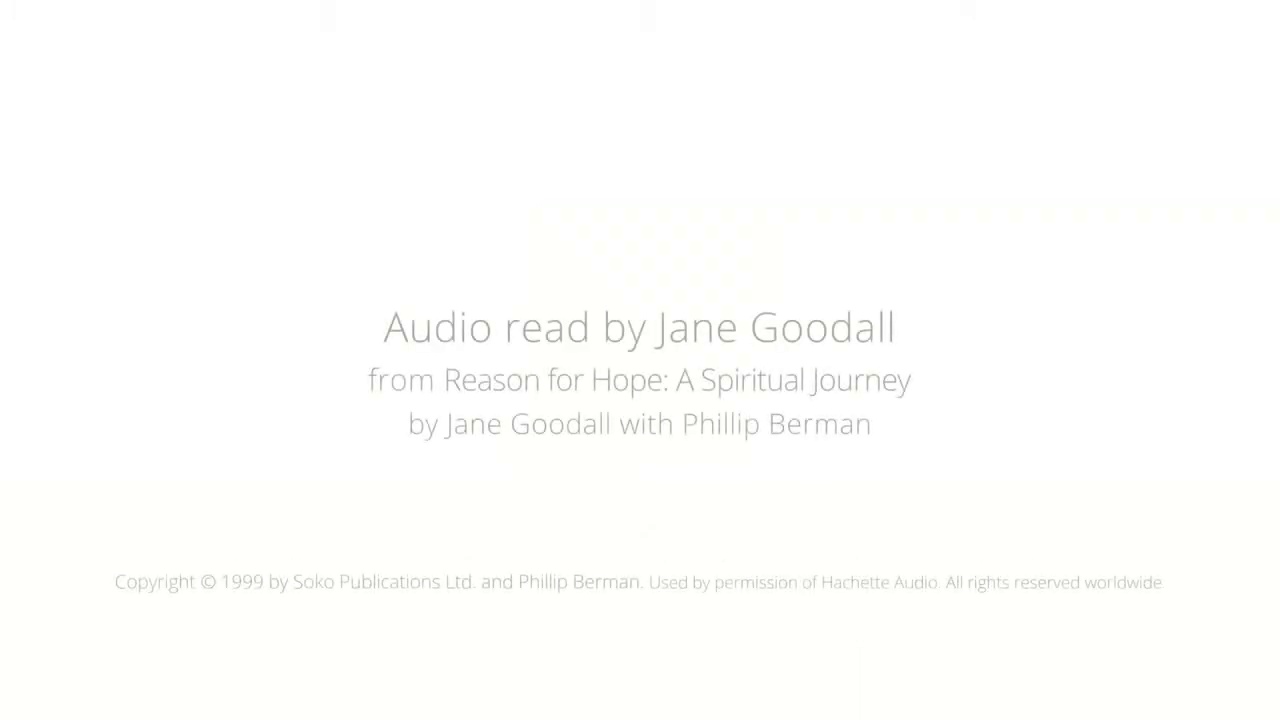 Audio read by Jane Goodall
from Reason for Hope: A Spiritual Journey
by Jane Goodall with Phillip Berman
Copyright © 1999 by Soko Publications Ltd. and Phillip Berman. Used by permission of Hachette Audio. All rights reserved worldwide